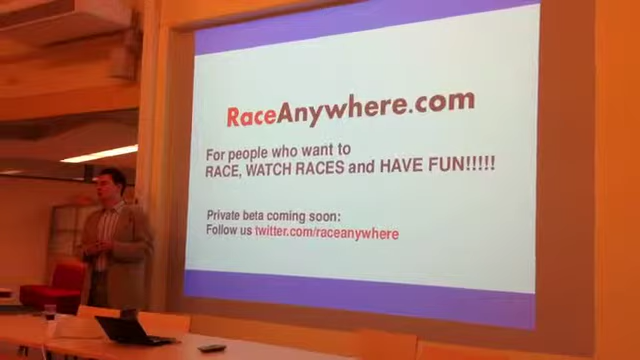 RaceAnywhere.com
For people who want to
RACE, WATCH RACES and HAVE FUN!!!!!
Private beta coming soon:
Follow us twitter.com/raceanywhere